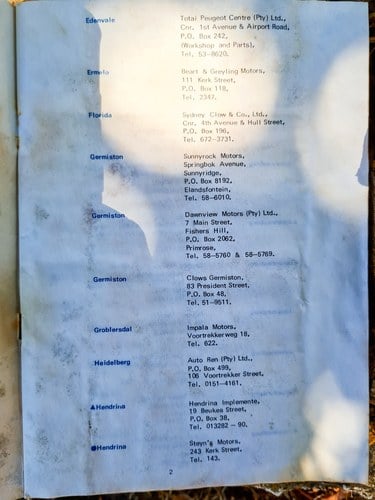 Edenvale
Total Peugeot Centre (Pty) Ltd.,
Cnr. 1st Avenue & Airport Road,
P.O. Box 242,
(Workshop and Parts),
Tel. 53-8620.
Ermelo
Beart & Greyling Motors,
111 Kerk Street,
P.O. Box 118,
Tel. 2347.
Florida
Sydney Clow & Co., Ltd.,
Cnr. 4th Avenue & Hull Street,
P.O. Box 196,
Tel. 672-3731.
Germiston
Sunnyrock Motors,
Springbok Avenue,
Sunnyridge,
P.O. Box 8192,
Elandsfontein,
Tel. 58-6010.
Germiston
Dawnview Motors (Pty) Ltd.,
7 Main Street,
Fishers Hill,
P.O. Box 2062,
Primrose,
Tel. 58-5760 & 58-5769.
Germiston
Clows Germiston,
83 President Street,
P.O. Box 48,
Tel. 51-9511.
Groblersdal
Impala Motors,
Voortrekkerweg 16,
Tel. 622.
Heidelberg
Auto Ren (Pty) Ltd.,
P.O. Box 499,
106 Voortrekker Street,
Tel. 0151-4161.
▲Hendrina
Hendrina Implemente,
19 Beukes Street,
P.O. Box 38,
Tel. 013282 - 90.
●Hendrina
Steyn's Motors,
243 Kerk Street,
Tel. 143.
2